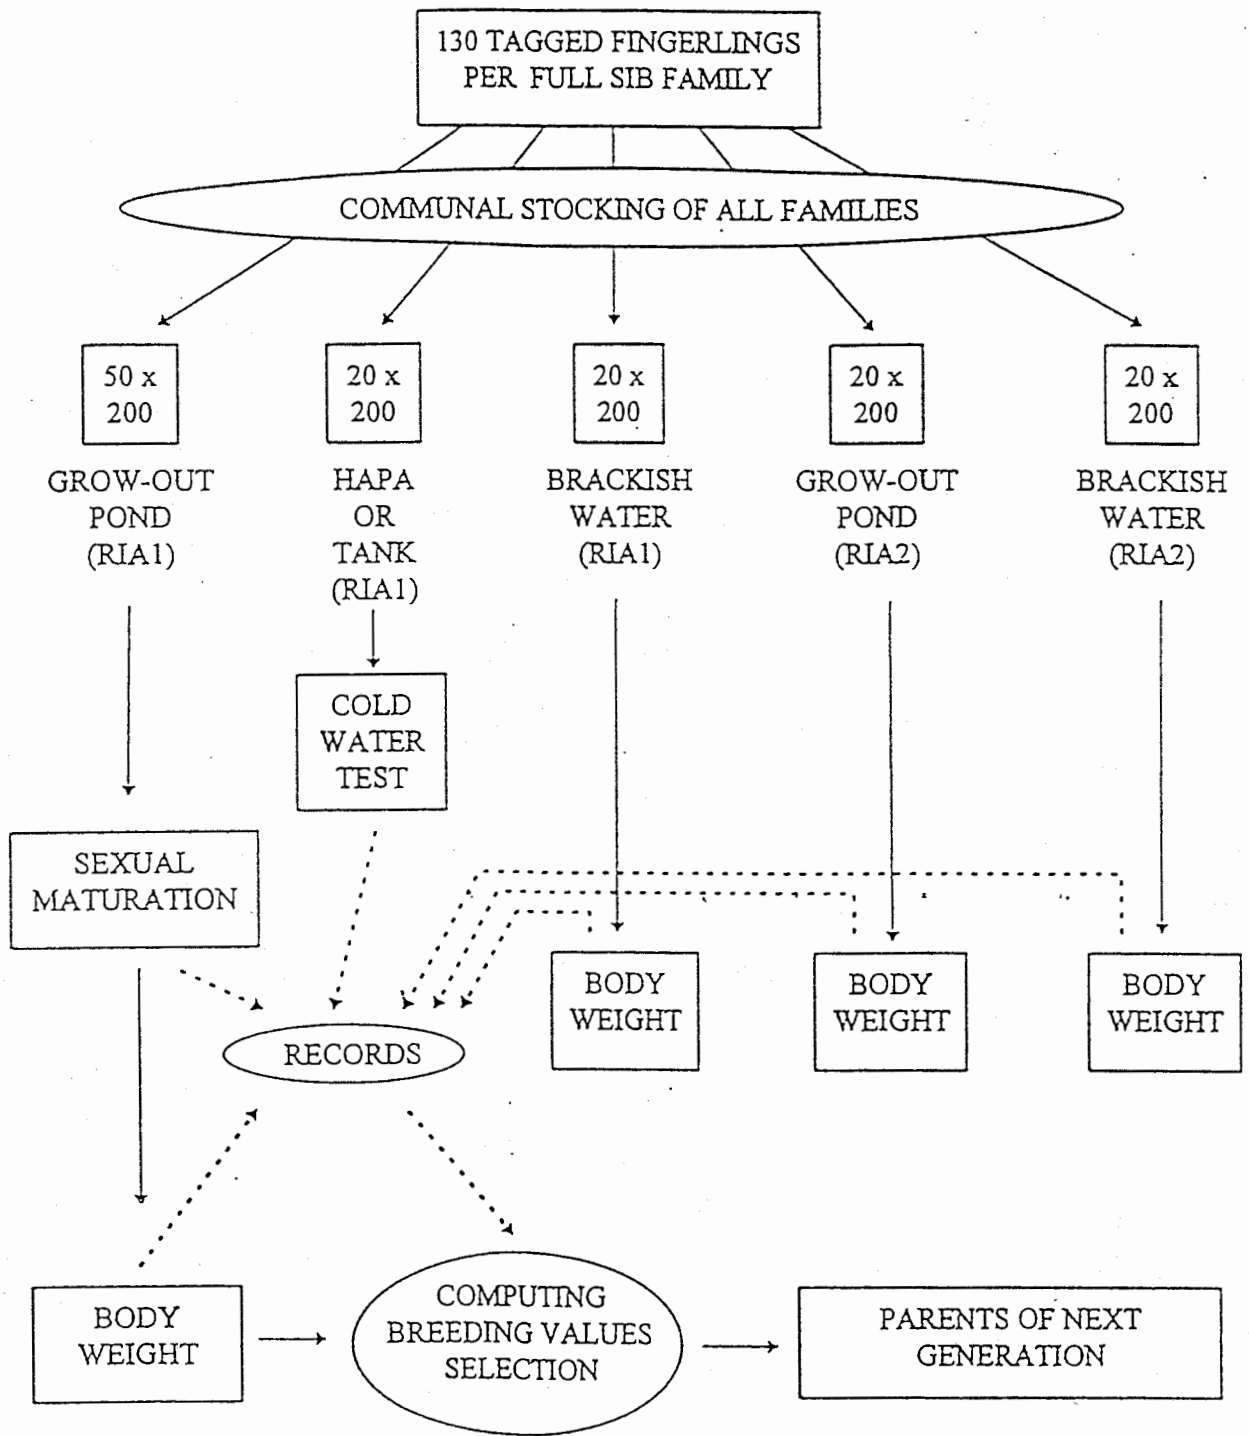 130 TAGGED FINGERLINGS
PER FULL SIB FAMILY
COMMUNAL STOCKING OF ALL FAMILIES
50 x
200
20 x
200
20 x
200
20 x
200
20 x
200
GROW-OUT
POND
(RIA1)
HAPA
OR
TANK
(RIA1)
BRACKISH
WATER
(RIA1)
GROW-OUT
POND
(RIA2)
BRACKISH
WATER
(RIA2)
COLD
WATER
TEST
SEXUAL
MATURATION
BODY
WEIGHT
BODY
WEIGHT
BODY
WEIGHT
RECORDS
BODY
WEIGHT
COMPUTING
BREEDING VALUES
SELECTION
PARENTS OF NEXT
GENERATION